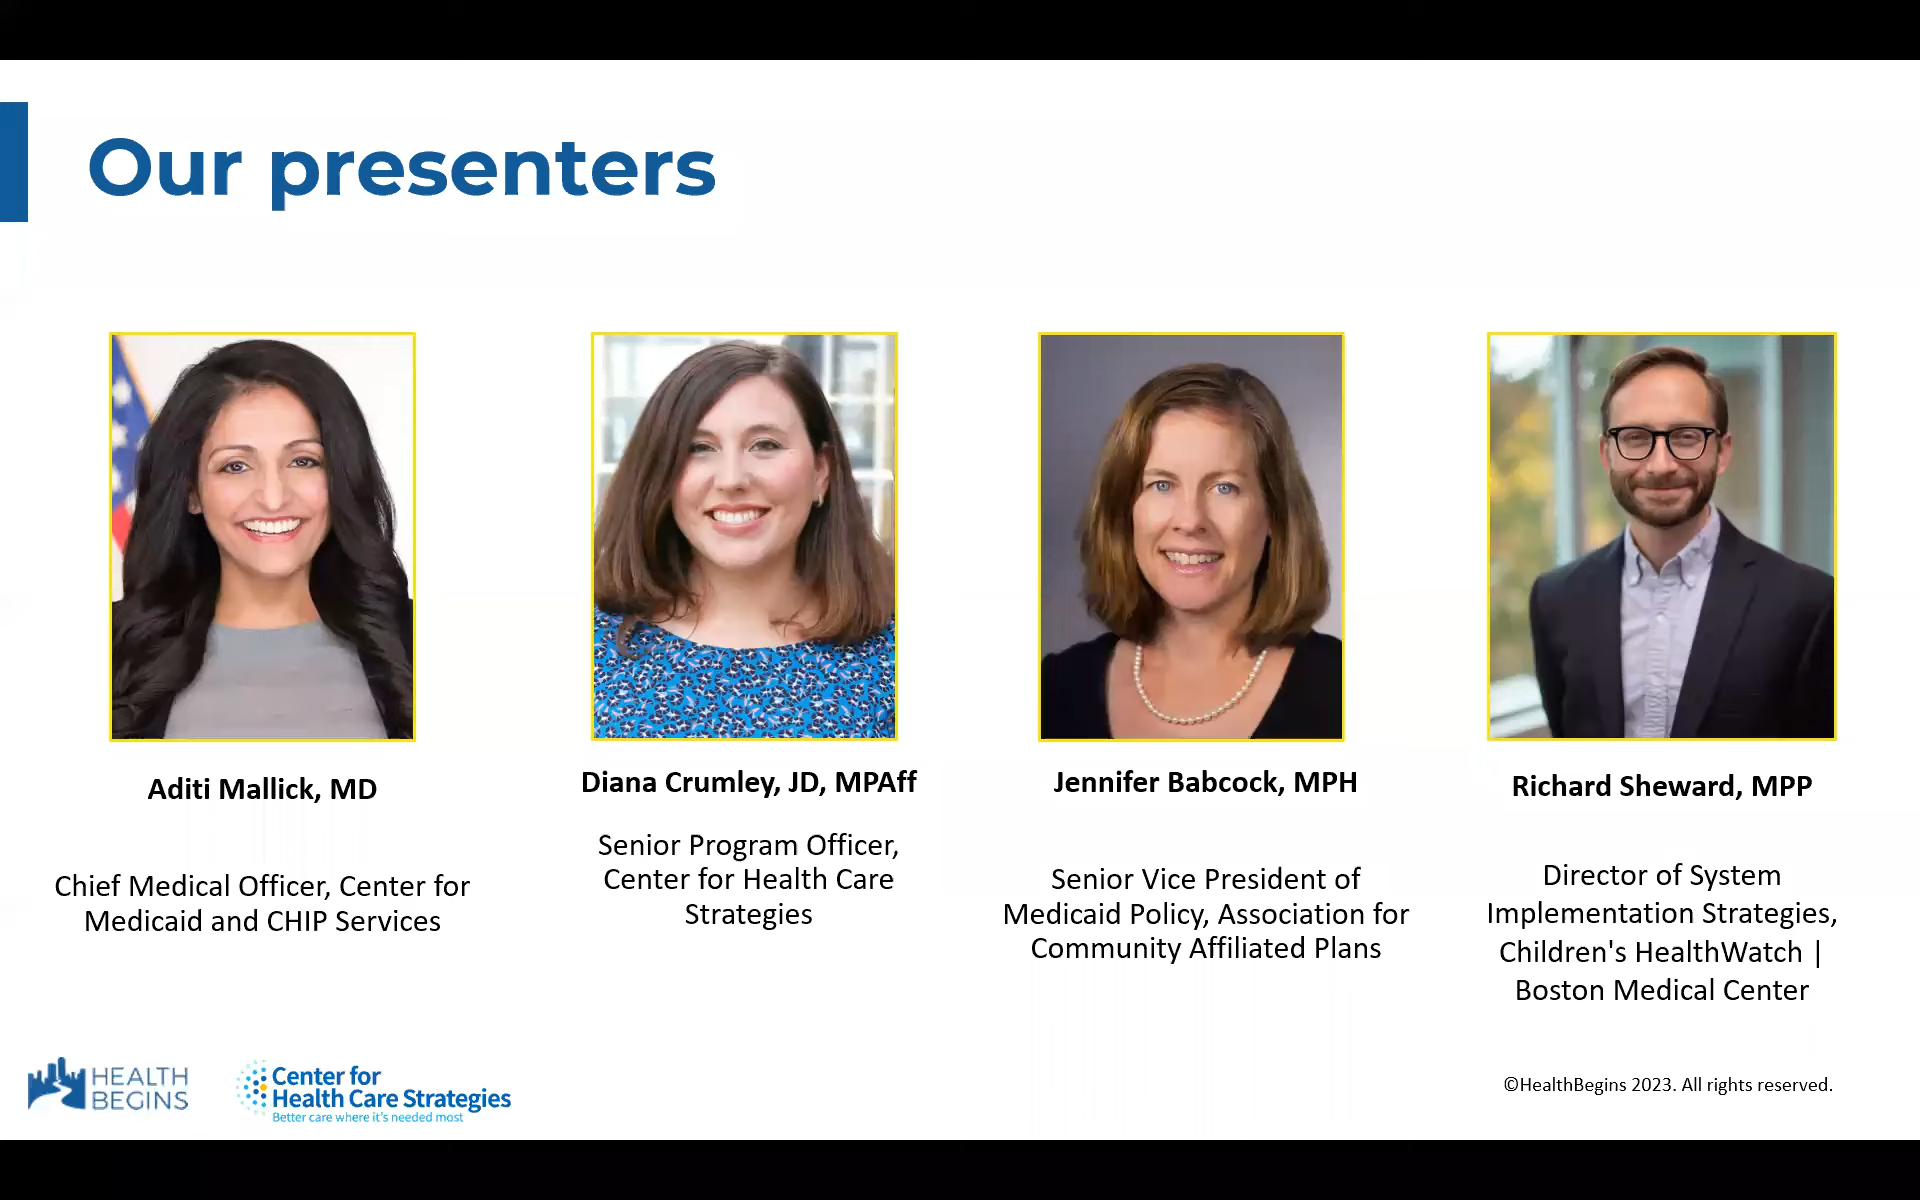 Our presenters
Aditi Mallick, MD
Chief Medical Officer, Center for
Medicaid and CHIP Services
Diana Crumley, JD, MPAff
Senior Program Officer,
Center for Health Care
Strategies
Jennifer Babcock, MPH
Senior Vice President of
Medicaid Policy, Association for
Community Affiliated Plans
Richard Sheward, MPP
Director of System
Implementation Strategies,
Children's HealthWatch |
Boston Medical Center
HEALTH
BEGINS
Center for
Health Care Strategies
Better care where it's needed most
©HealthBegins 2023. All rights reserved.